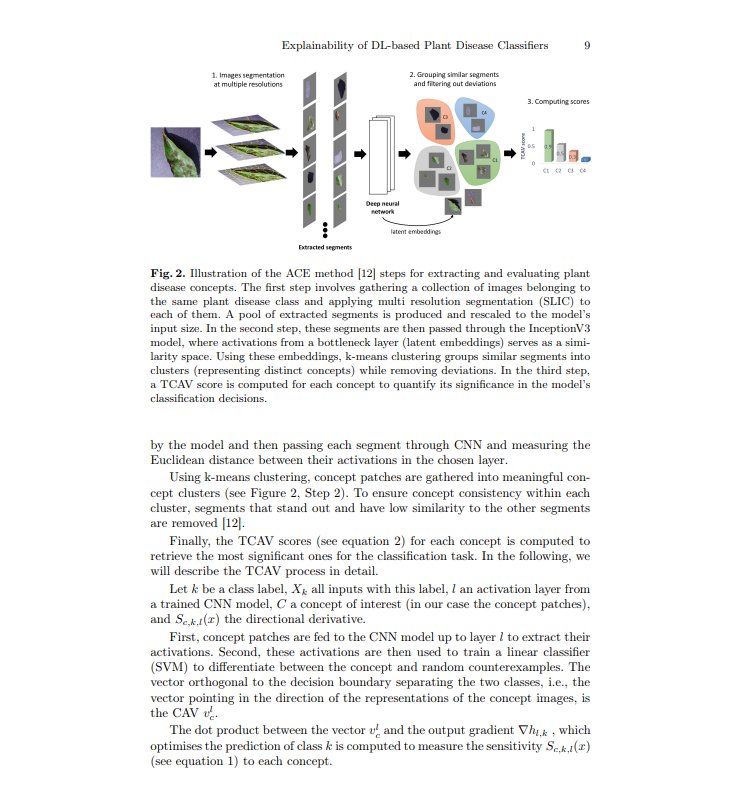 Explainability of DL-based Plant Disease Classifiers 9
1. Images segmentation
at multiple resolutions
2. Grouping similar segments
and filtering out deviations
3. Computing scores
C3
C4
C2
C1
TCAV score
1
0.5
0
0.9
0.5
0.3
C1 C2 C3 C4
Deep neural
network
latent embeddings
Extracted segments
Fig. 2. Illustration of the ACE method [12] steps for extracting and evaluating plant
disease concepts. The first step involves gathering a collection of images belonging to
the same plant disease class and applying multi resolution segmentation (SLIC) to
each of them. A pool of extracted segments is produced and rescaled to the model's
input size. In the second step, these segments are then passed through the InceptionV3
model, where activations from a bottleneck layer (latent embeddings) serves as a simi-
larity space. Using these embeddings, k-means clustering groups similar segments into
clusters (representing distinct concepts) while removing deviations. In the third step,
a TCAV score is computed for each concept to quantify its significance in the model's
classification decisions.
by the model and then passing each segment through CNN and measuring the
Euclidean distance between their activations in the chosen layer.
Using k-means clustering, concept patches are gathered into meaningful con-
cept clusters (see Figure 2, Step 2). To ensure concept consistency within each
cluster, segments that stand out and have low similarity to the other segments
are removed [12].
Finally, the TCAV scores (see equation 2) for each concept is computed to
retrieve the most significant ones for the classification task. In the following, we
will describe the TCAV process in detail.
Let k be a class label, X_k all inputs with this label, l an activation layer from
a trained CNN model, C a concept of interest (in our case the concept patches),
and S_{c,k,l}(x) the directional derivative.
First, concept patches are fed to the CNN model up to layer l to extract their
activations. Second, these activations are then used to train a linear classifier
(SVM) to differentiate between the concept and random counterexamples. The
vector orthogonal to the decision boundary separating the two classes, i.e., the
vector pointing in the direction of the representations of the concept images, is
the CAV v_c^l.
The dot product between the vector v_c^l and the output gradient ∇h_{l,k} , which
optimises the prediction of class k is computed to measure the sensitivity S_{c,k,l}(x)
(see equation 1) to each concept.